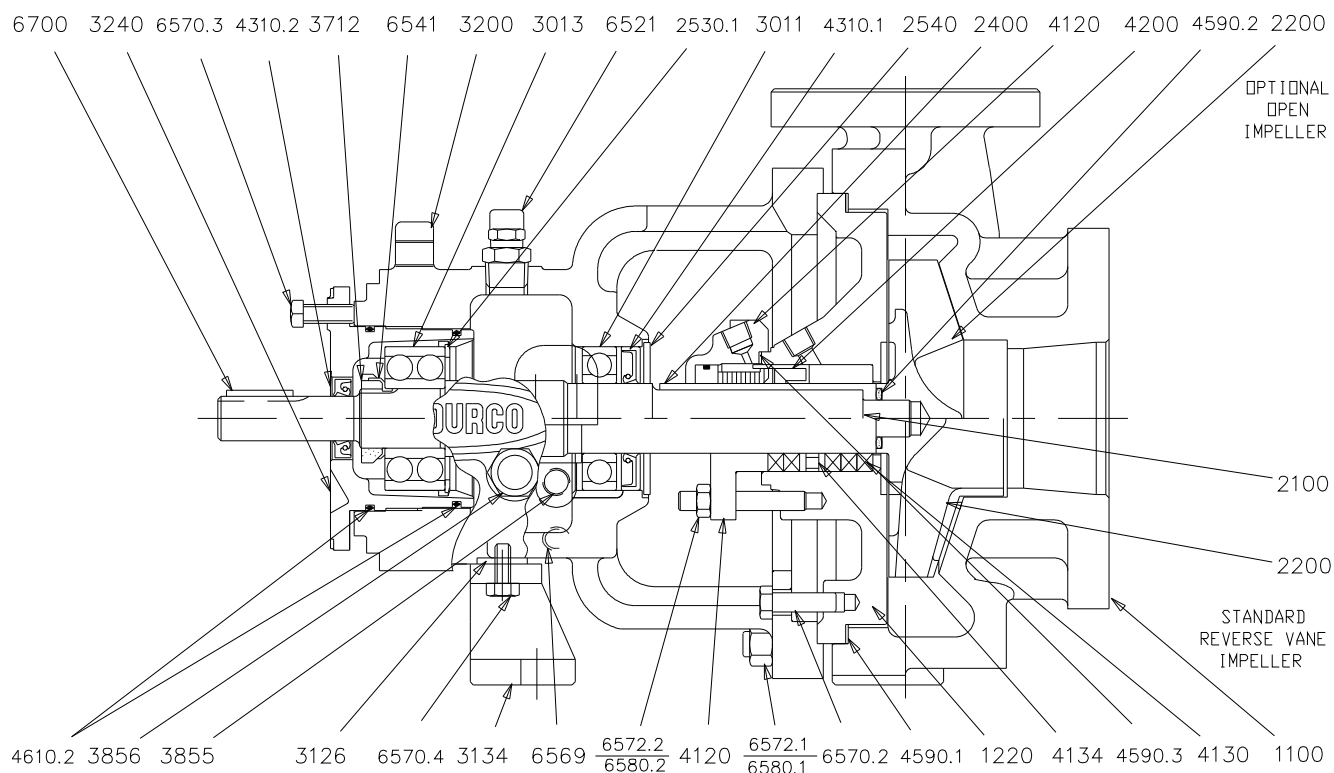 6700 3240 6570.3 4310.2 3712 6541 3200 3013 6521 2530.1 3011 4310.1 2540 2400 4120 4200 4590.2 2200
OPTIONAL
OPEN
IMPELLER
DURCO
2100
2200
STANDARD
REVERSE VANE
IMPELLER
4610.2 3856 3855 3126 6570.4 3134 6569 6572.2 4120 6572.1 6570.2 4590.1 1220 4134 4590.3 4130 1100
6580.2 6580.1